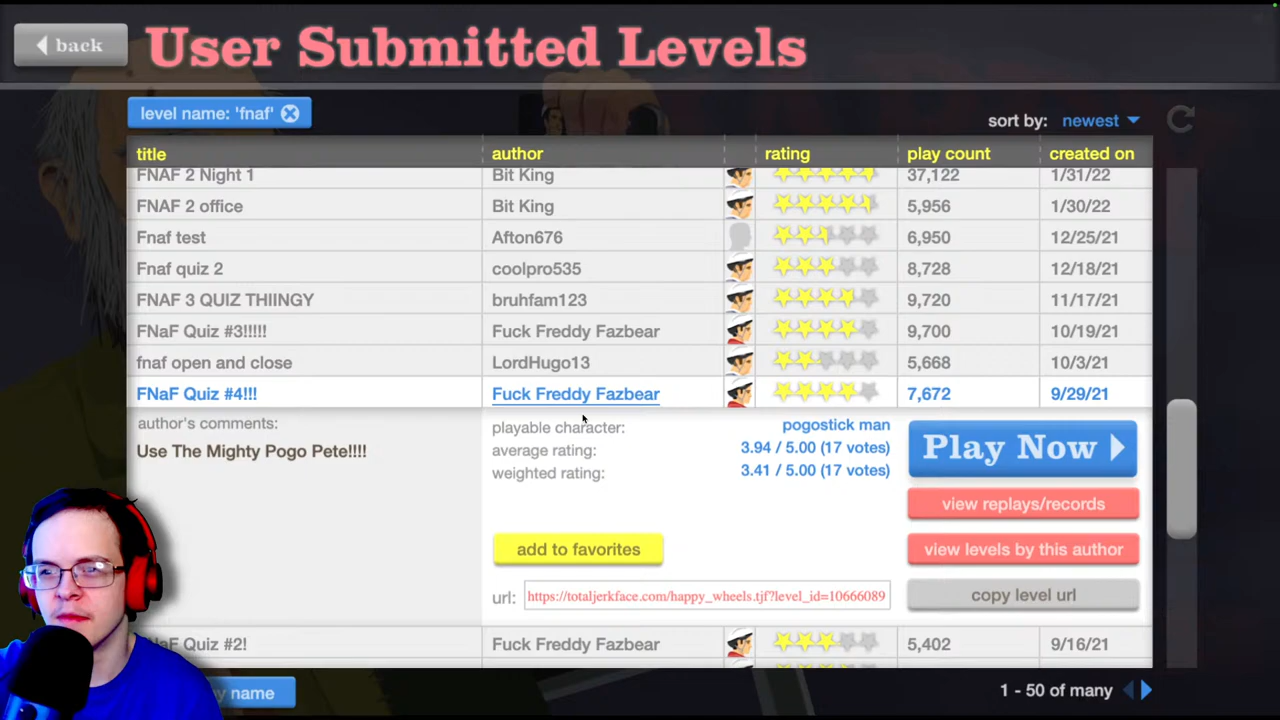 back User Submitted Levels
level name: 'fnaf' sort by: newest
title author rating play count created on
FNAF 2 Night 1 Bit King 37,122 1/31/22
FNAF 2 office Bit King 5,956 1/30/22
Fnaf test Afton676 6,950 12/25/21
Fnaf quiz 2 coolpro535 8,728 12/18/21
FNAF 3 QUIZ THIINGY bruhfam123 9,720 11/17/21
FNaF Quiz #3!!!!! Fuck Freddy Fazbear 9,700 10/19/21
fnaf open and close LordHugo13 5,668 10/3/21
FNaF Quiz #4!!! Fuck Freddy Fazbear 7,672 9/29/21
author's comments: playable character: pogostick man Play Now
Use The Mighty Pogo Pete!!!! average rating: 3.94 / 5.00 (17 votes)
weighted rating: 3.41 / 5.00 (17 votes)
view replays/records
add to favorites view levels by this author
url: https://totaljerkface.com/happy_wheels.tjf?level_id=10666089 copy level url
Quiz #2! Fuck Freddy Fazbear 5,402 9/16/21
name 1 - 50 of many